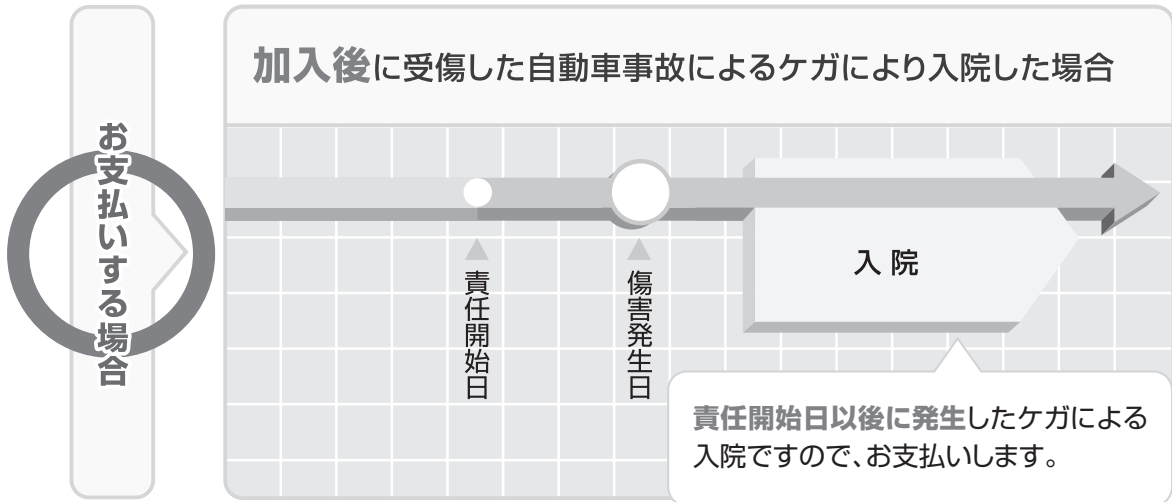 お支払いする場合
加入後に受傷した自動車事故によるケガにより入院した場合
責任開始日
傷害発生日
入院
責任開始日以後に発生したケガによる
入院ですので、お支払いします。